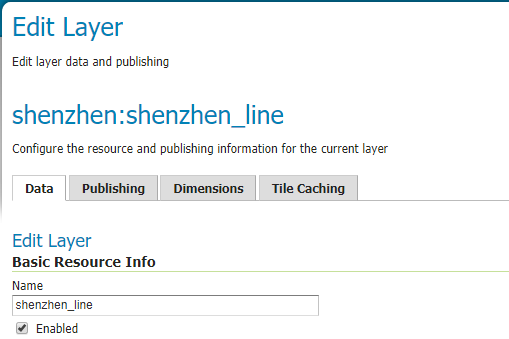 Edit Layer
Edit layer data and publishing
shenzhen:shenzhen_line
Configure the resource and publishing information for the current layer
Data Publishing Dimensions Tile Caching
Edit Layer
Basic Resource Info
Name
shenzhen_line
Enabled